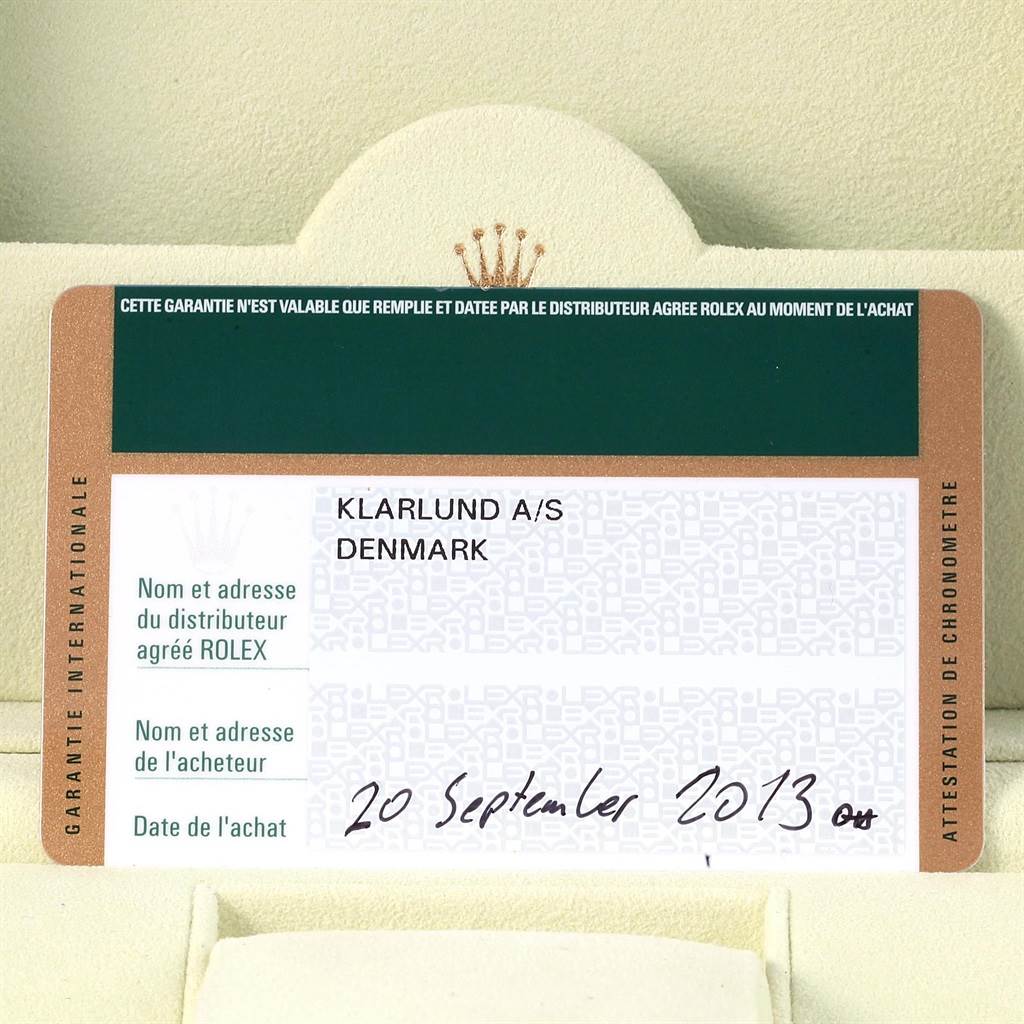 CETTE GARANTIE N'EST VALABLE QUE REMPLIE ET DATEE PAR LE DISTRIBUTEUR AGREE ROLEX AU MOMENT DE L'ACHAT
GARANTIE INTERNATIONALE
KLARLUND A/S
DENMARK
Nom et adresse
du distributeur
agréé ROLEX
Nom et adresse
de l'acheteur
Date de l'achat
20 September 2013
ATTESTATION DE CHRONOMETRE